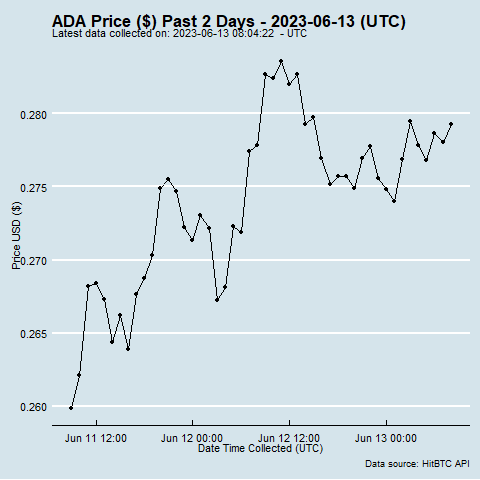 ADA Price ($) Past 2 Days - 2023-06-13 (UTC)
Latest data collected on: 2023-06-13 08:04:22 - UTC
0.280
0.275
0.270
0.265
0.260
Price USD ($)
Jun 11 12:00 Jun 12 00:00 Jun 12 12:00 Jun 13 00:00
Date Time Collected (UTC)
Data source: HitBTC API